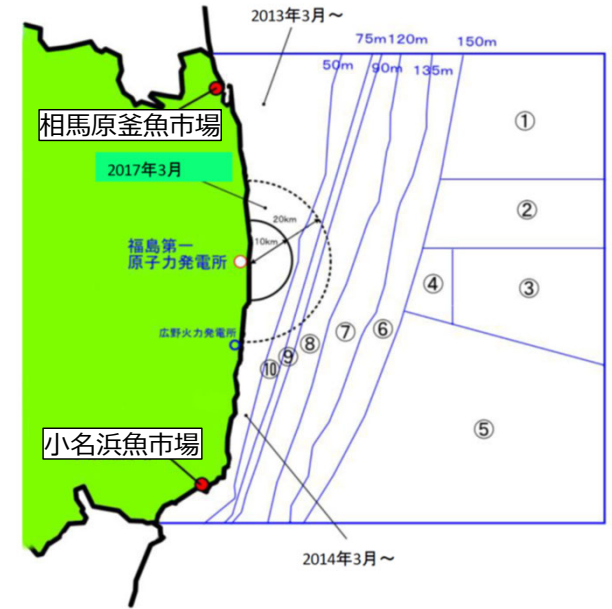 2013年3月～
75m
120m
150m
50m
90m
135m
相馬原釜魚市場
①
2017年3月
②
20km
10km
福島第一
原子力発電所
④
③
広野火力発電所
⑥
⑦
⑧
⑨
⑩
⑤
小名浜魚市場
2014年3月～